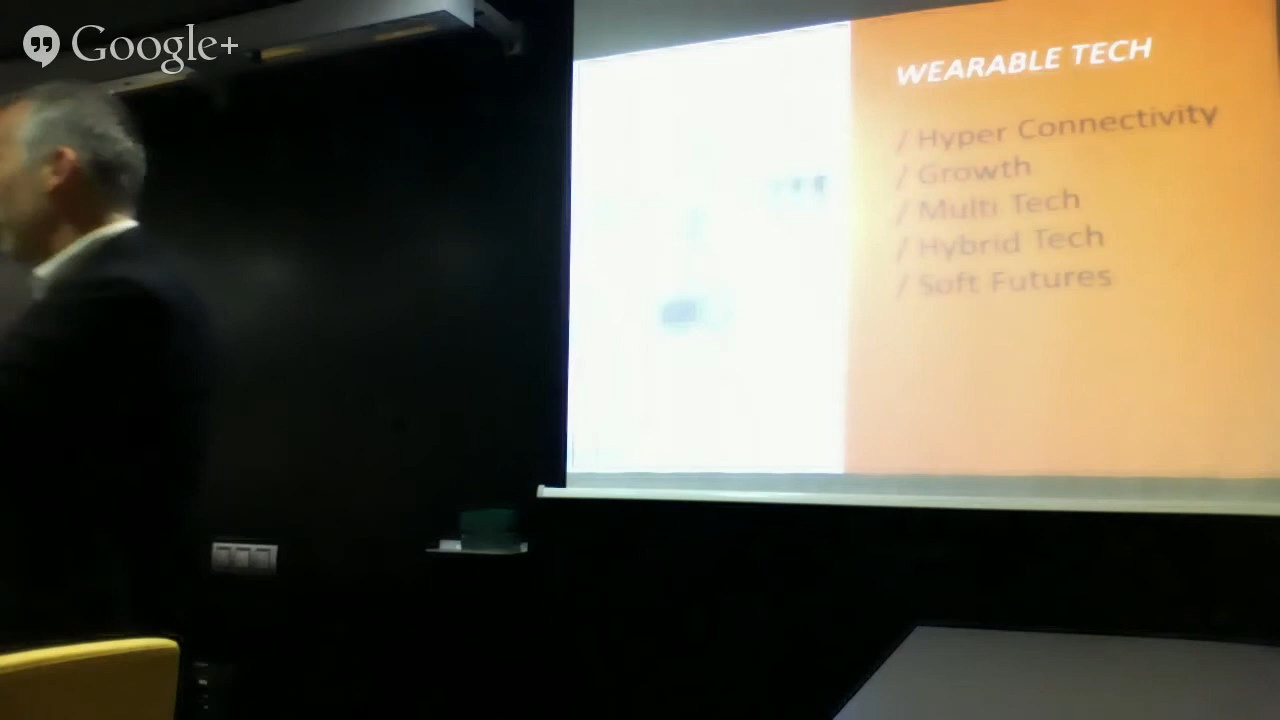 Google+
WEARABLE TECH
/ Hyper Connectivity
/ Growth
/ Multi Tech
/ Hybrid Tech
/ Soft Futures